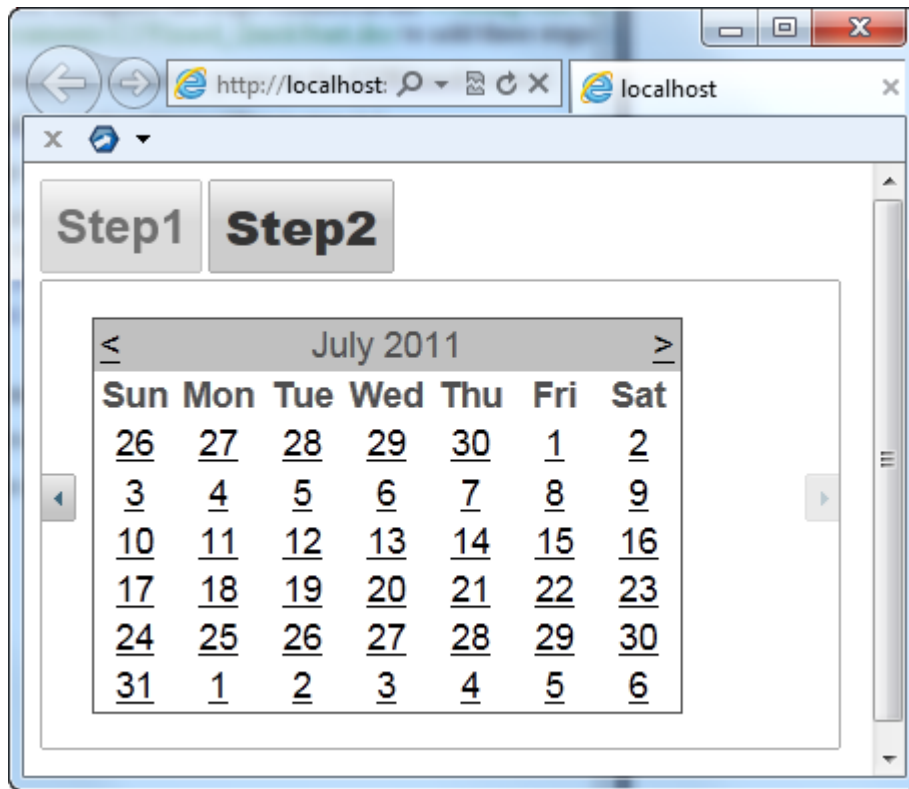 http://localhost: localhost
Step1 Step2
< July 2011 >
Sun Mon Tue Wed Thu Fri Sat
26 27 28 29 30 1 2
3 4 5 6 7 8 9
10 11 12 13 14 15 16
17 18 19 20 21 22 23
24 25 26 27 28 29 30
31 1 2 3 4 5 6